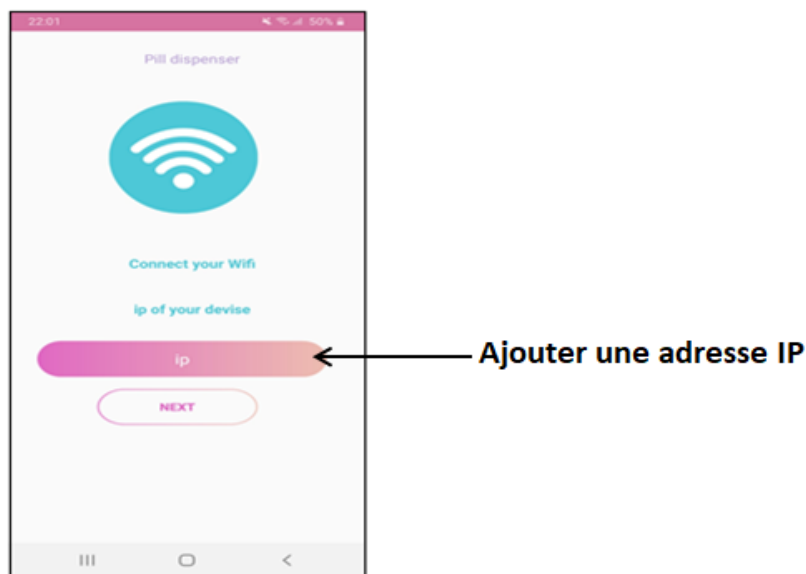 22:01 50%
Pill dispenser
Connect your Wifi
ip of your devise
ip
Ajouter une adresse IP
NEXT